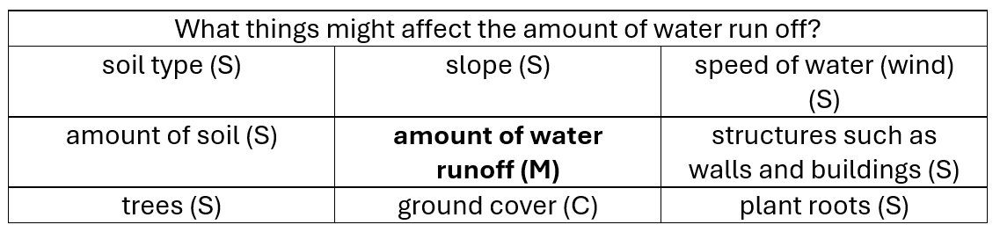 What things might affect the amount of water run off?
soil type (S)
slope (S)
speed of water (wind)
(S)
amount of soil (S)
amount of water
runoff (M)
structures such as
walls and buildings (S)
trees (S)
ground cover (C)
plant roots (S)